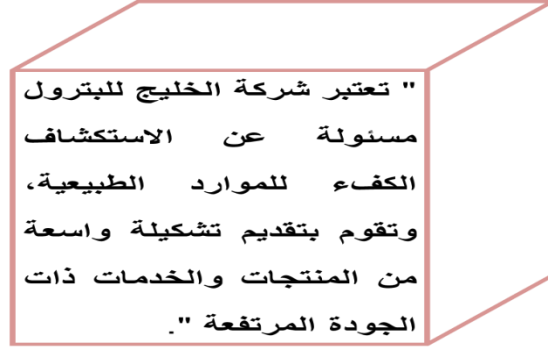 " تعتبر شركة الخليج للبترول
مسئولة عن الاستكشاف
الكفء للموارد الطبيعية،
وتقوم بتقديم تشكيلة واسعة
من المنتجات والخدمات ذات
الجودة المرتفعة ".